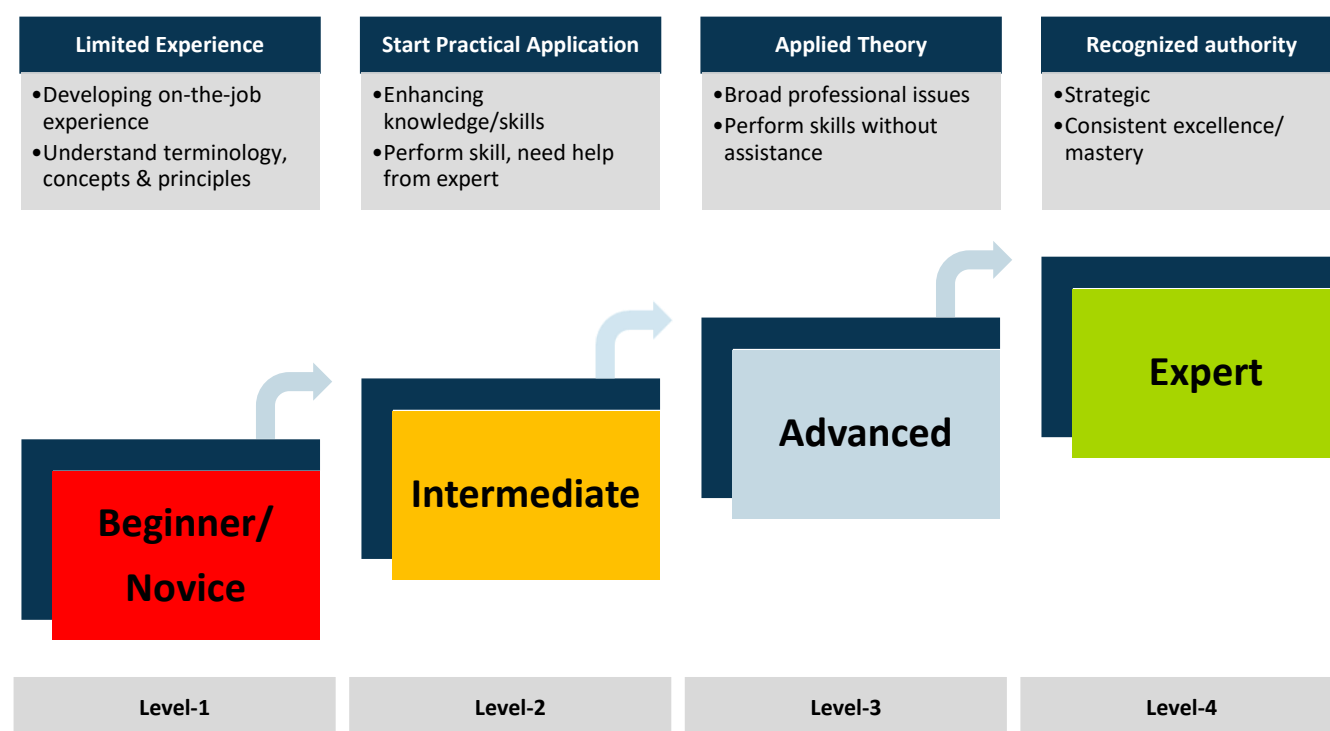 Limited Experience
•Developing on-the-job
experience
•Understand terminology,
concepts & principles
Start Practical Application
•Enhancing
knowledge/skills
•Perform skill, need help
from expert
Applied Theory
•Broad professional issues
•Perform skills without
assistance
Recognized authority
•Strategic
•Consistent excellence/
mastery
Beginner/
Novice
Intermediate
Advanced
Expert
Level-1
Level-2
Level-3
Level-4